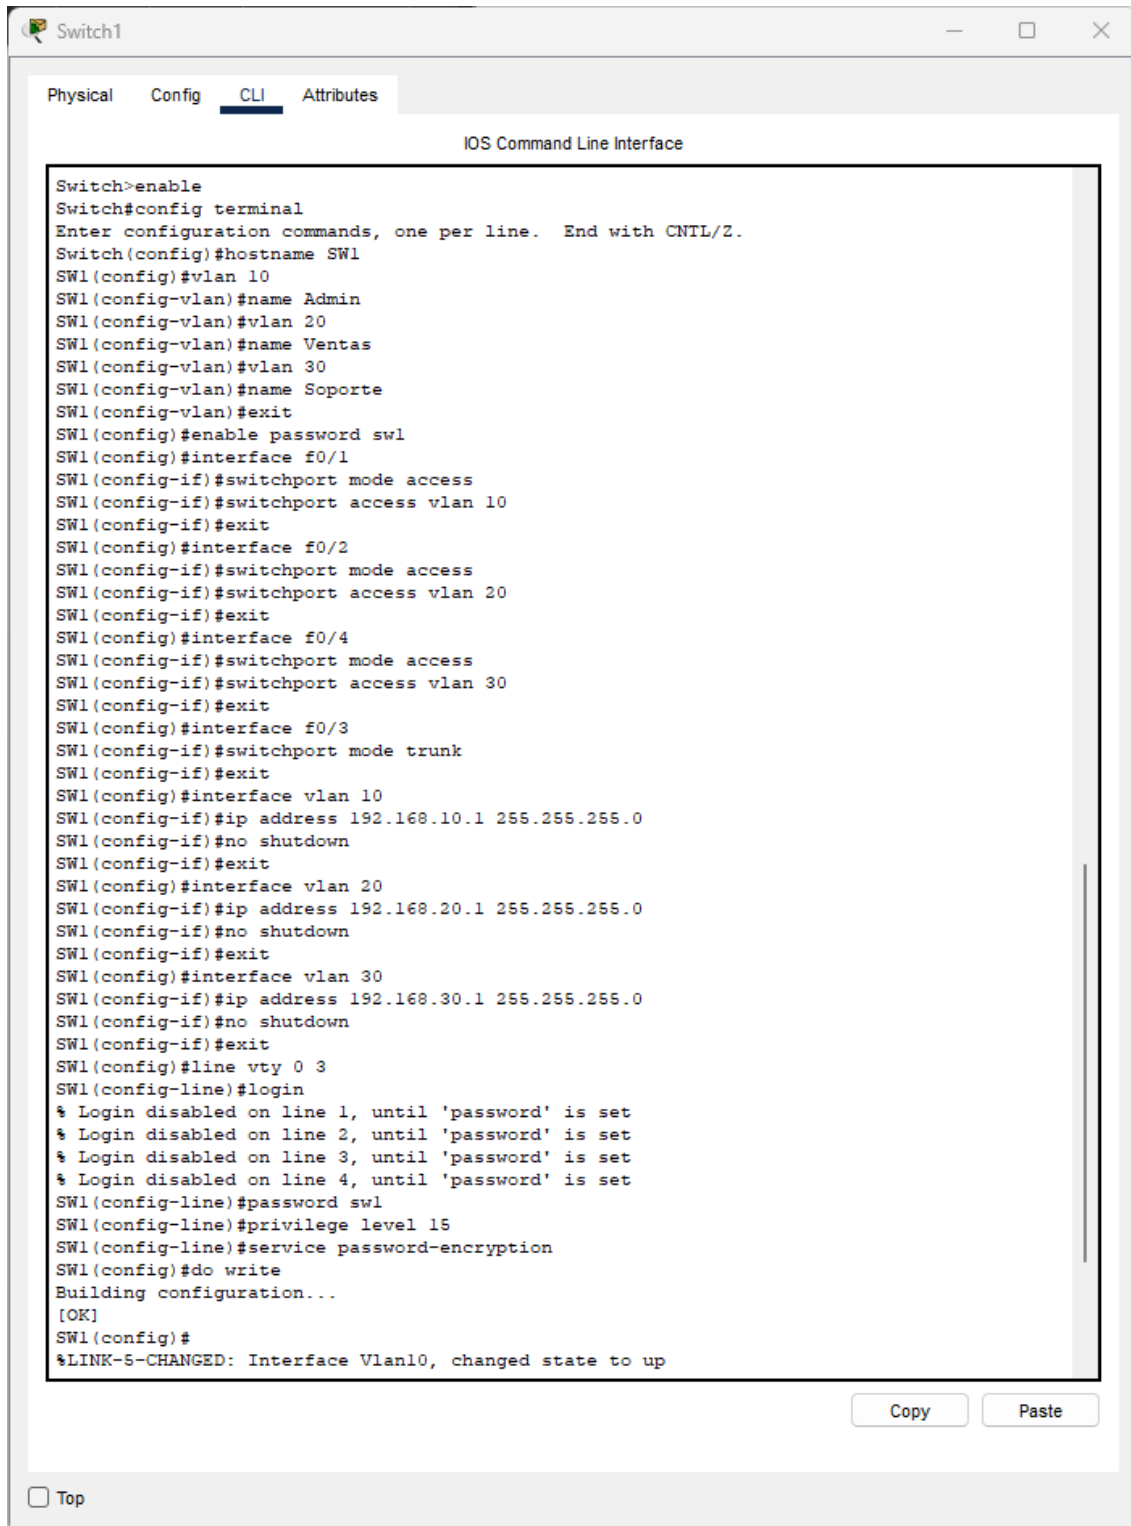 Switch1
Physical Config CLI Attributes
IOS Command Line Interface
Switch>enable
Switch#config terminal
Enter configuration commands, one per line.  End with CNTL/Z.
Switch(config)#hostname SW1
SW1(config)#vlan 10
SW1(config-vlan)#name Admin
SW1(config-vlan)#vlan 20
SW1(config-vlan)#name Ventas
SW1(config-vlan)#vlan 30
SW1(config-vlan)#name Soporte
SW1(config-vlan)#exit
SW1(config)#enable password sw1
SW1(config)#interface f0/1
SW1(config-if)#switchport mode access
SW1(config-if)#switchport access vlan 10
SW1(config-if)#exit
SW1(config)#interface f0/2
SW1(config-if)#switchport mode access
SW1(config-if)#switchport access vlan 20
SW1(config-if)#exit
SW1(config)#interface f0/4
SW1(config-if)#switchport mode access
SW1(config-if)#switchport access vlan 30
SW1(config-if)#exit
SW1(config)#interface f0/3
SW1(config-if)#switchport mode trunk
SW1(config-if)#exit
SW1(config)#interface vlan 10
SW1(config-if)#ip address 192.168.10.1 255.255.255.0
SW1(config-if)#no shutdown
SW1(config-if)#exit
SW1(config)#interface vlan 20
SW1(config-if)#ip address 192.168.20.1 255.255.255.0
SW1(config-if)#no shutdown
SW1(config-if)#exit
SW1(config)#interface vlan 30
SW1(config-if)#ip address 192.168.30.1 255.255.255.0
SW1(config-if)#no shutdown
SW1(config-if)#exit
SW1(config)#line vty 0 3
SW1(config-line)#login
% Login disabled on line 1, until 'password' is set
% Login disabled on line 2, until 'password' is set
% Login disabled on line 3, until 'password' is set
% Login disabled on line 4, until 'password' is set
SW1(config-line)#password sw1
SW1(config-line)#privilege level 15
SW1(config-line)#service password-encryption
SW1(config)#do write
Building configuration...
[OK]
SW1(config)#
%LINK-5-CHANGED: Interface Vlan10, changed state to up
Copy Paste
Top